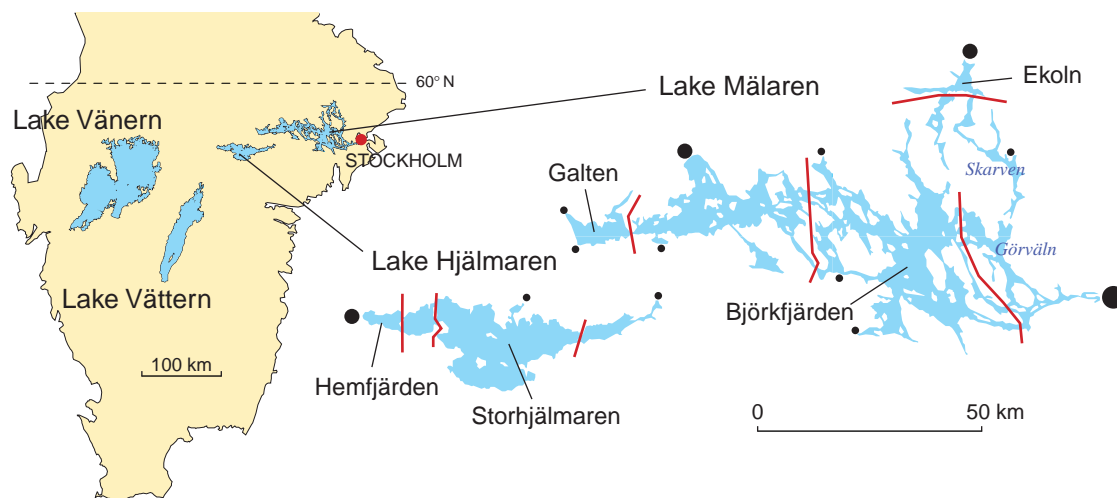 60° N
Lake Vänern
Lake Mälaren
STOCKHOLM
Lake Hjälmaren
Lake Vättern
100 km
Ekoln
Skarven
Galten
Görväln
Björkfjärden
Hemfjärden
Storhjälmaren
0 50 km